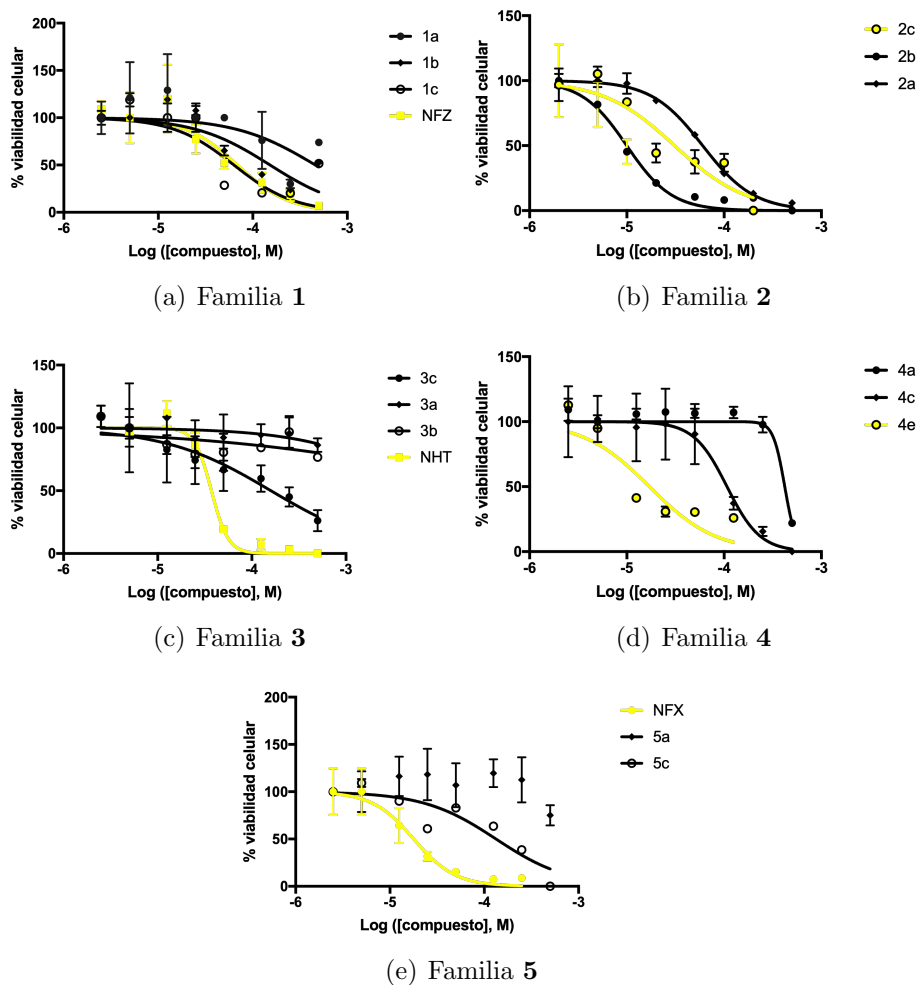 200
150
100
50
0
% viabilidad celular
-6
-5
-4
-3
Log ([compuesto], M)
1a
1b
1c
NFZ
(a) Familia 1
150
100
50
0
% viabilidad celular
-6
-5
-4
-3
Log ([compuesto], M)
2c
2b
2a
(b) Familia 2
150
100
50
0
% viabilidad celular
-6
-5
-4
-3
Log ([compuesto], M)
3c
3a
3b
NHT
(c) Familia 3
150
100
50
0
% viabilidad celular
-6
-5
-4
-3
Log ([compuesto], M)
4a
4c
4e
(d) Familia 4
200
150
100
50
0
% viabilidad celular
-6
-5
-4
-3
Log ([compuesto], M)
NFX
5a
5c
(e) Familia 5